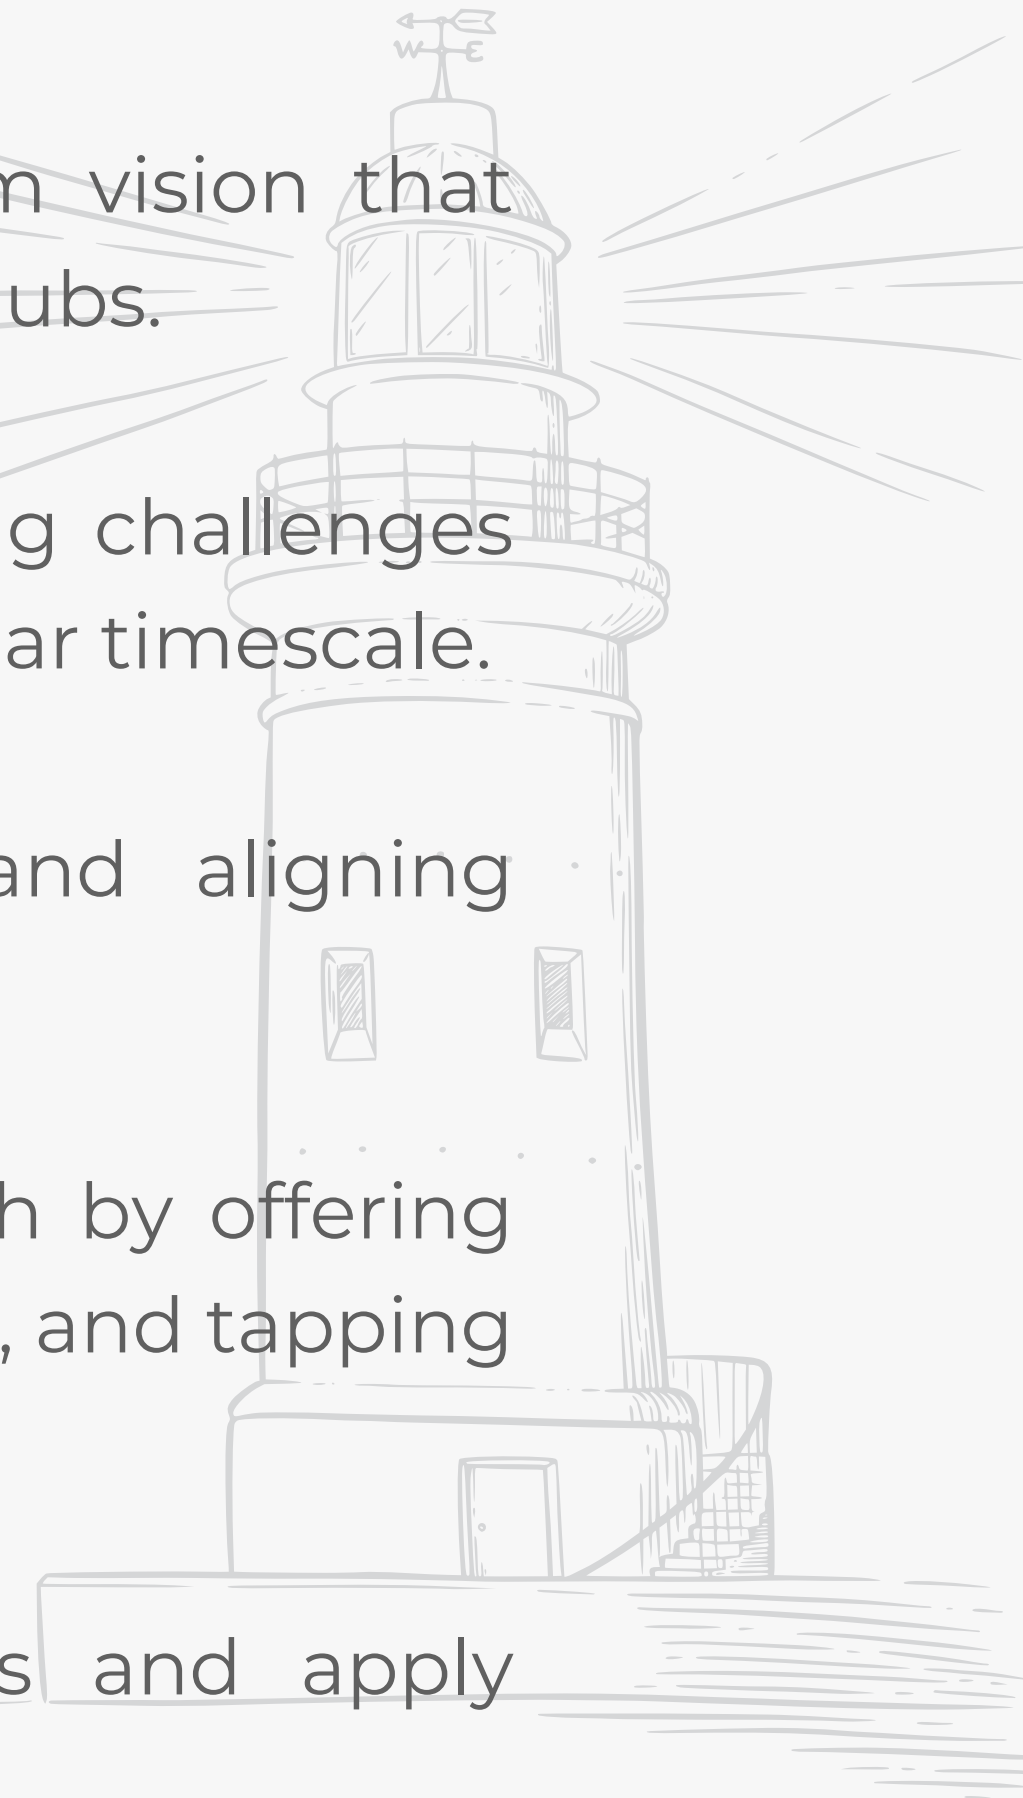 W E
m vision that
ubs.
g challenges
ar timescale.
and aligning
h by offering
, and tapping
s and apply